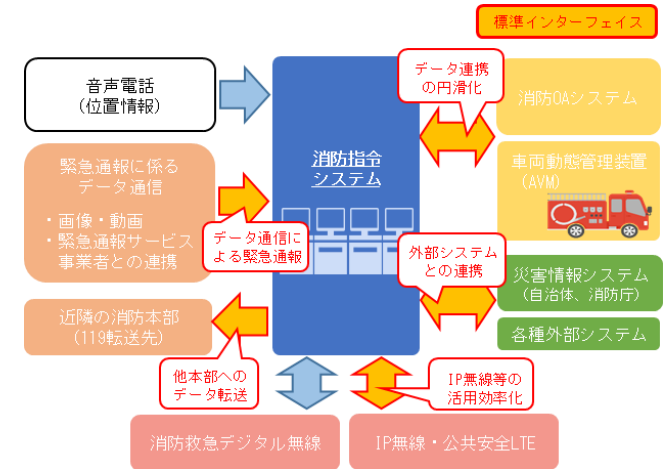 標準インターフェイス
音声電話
(位置情報)
データ連携
の円滑化
消防OAシステム
消防指令
システム
緊急通報に係る
データ通信
・画像・動画
・緊急通報サービス
事業者との連携
車両動態管理装置
(AVM)
データ通信に
よる緊急通報
外部システム
との連携
災害情報システム
(自治体、消防庁)
近隣の消防本部
(119転送先)
各種外部システム
他本部への
データ転送
IP無線等の
活用効率化
消防救急デジタル無線
IP無線・公共安全LTE